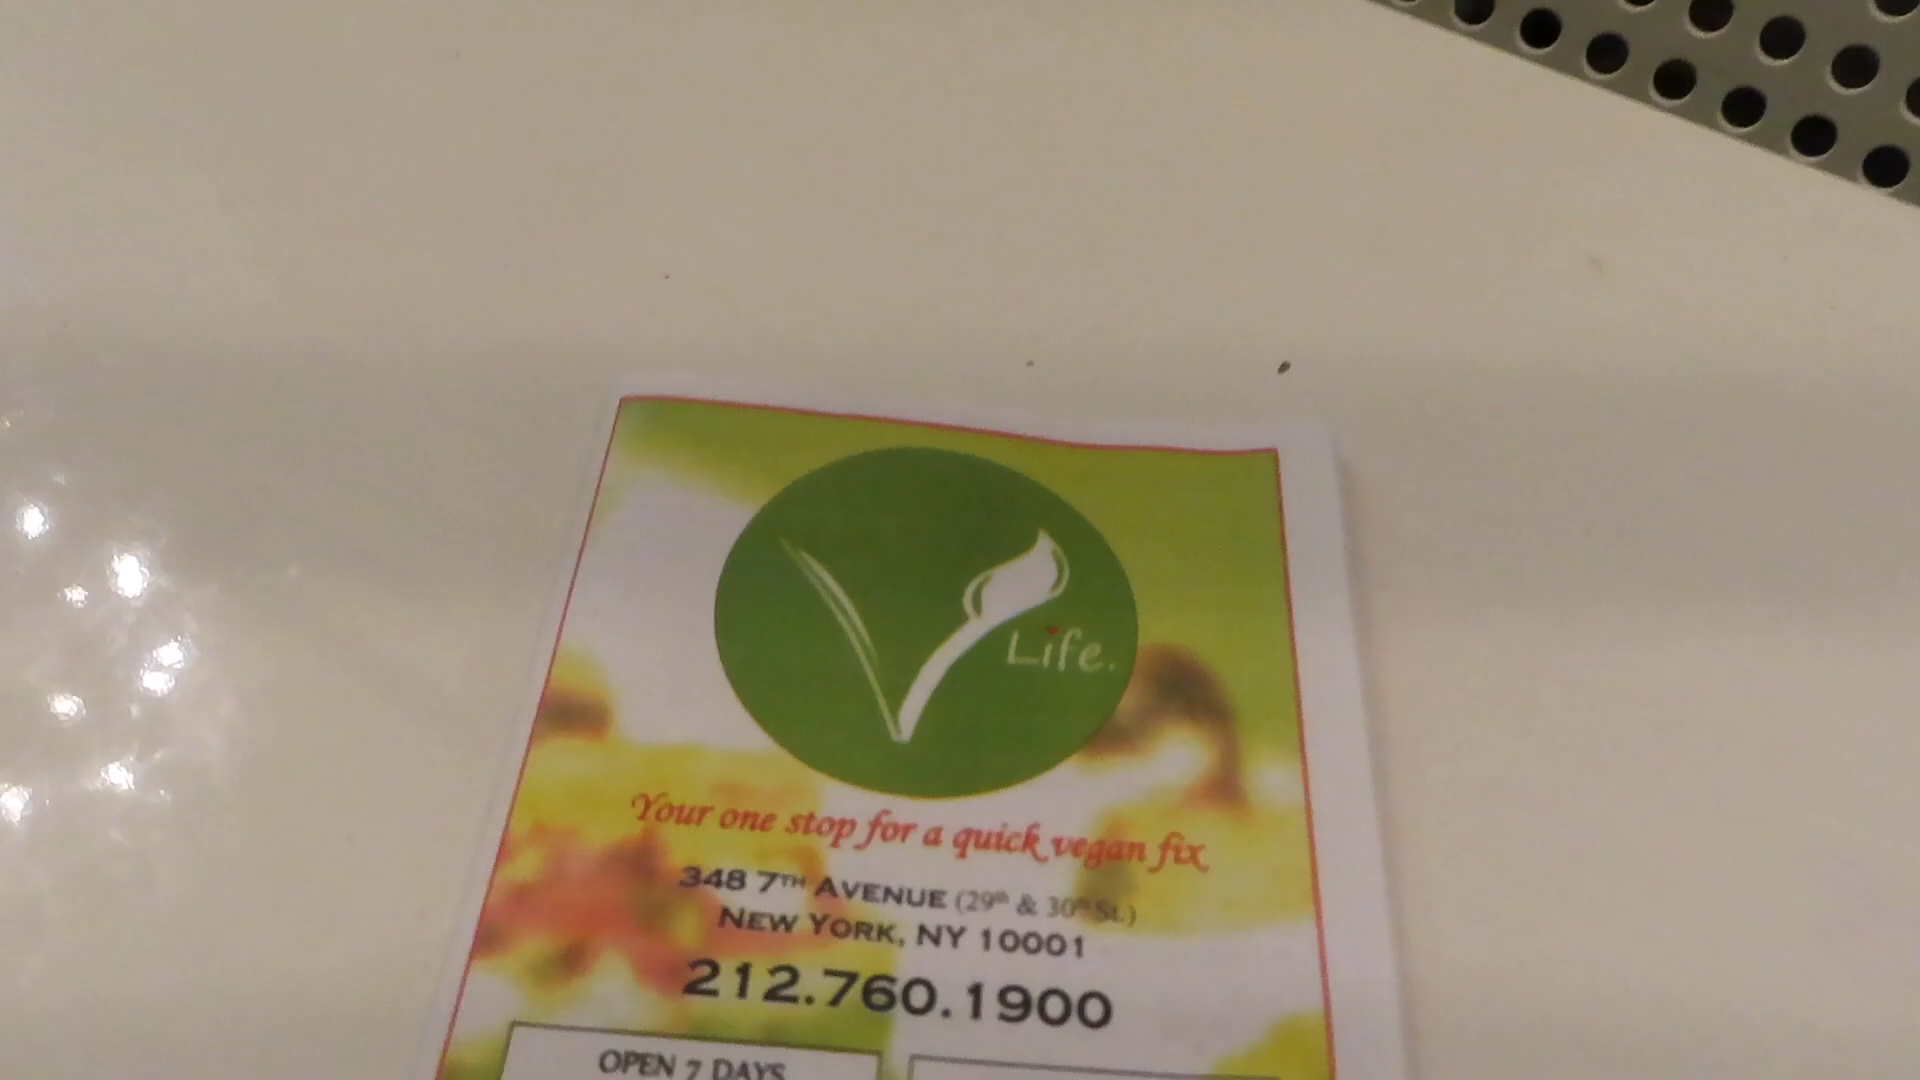 V Life.
Your one stop for a quick vegan fix
348 7TH AVENUE (29th & 30th St.)
NEW YORK, NY 10001
212.760.1900
OPEN 7 DAYS